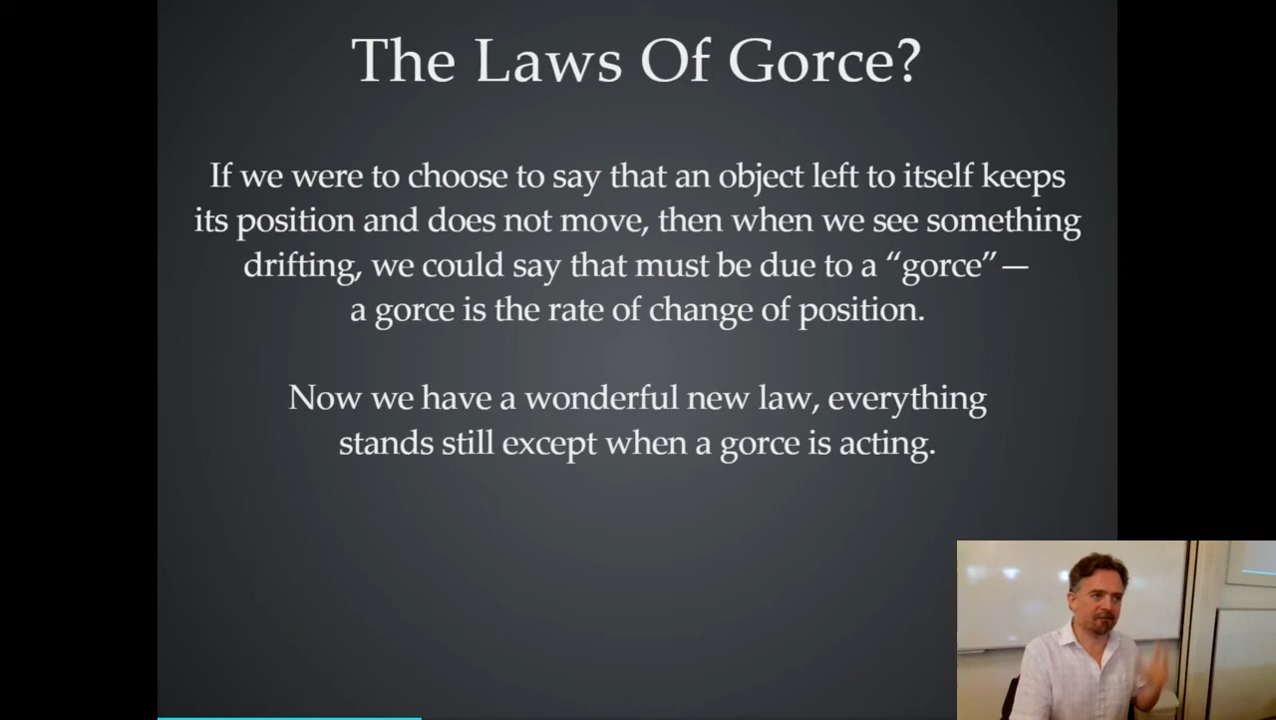 The Laws Of Gorce?
If we were to choose to say that an object left to itself keeps
its position and does not move, then when we see something
drifting, we could say that must be due to a “gorce”—
a gorce is the rate of change of position.
Now we have a wonderful new law, everything
stands still except when a gorce is acting.